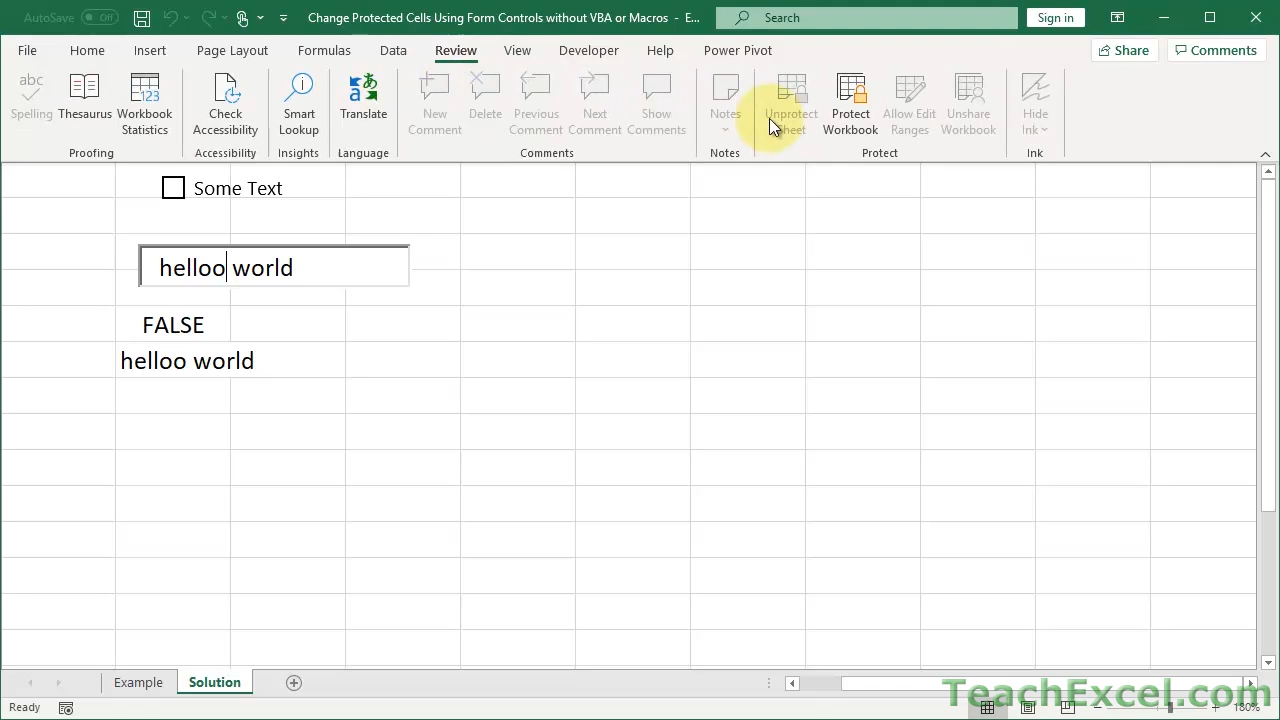 AutoSave Off Change Protected Cells Using Form Controls without VBA or Macros - E... Search Sign in
File Home Insert Page Layout Formulas Data Review View Developer Help Power Pivot Share Comments
abc 123
Spelling Thesaurus Workbook Statistics Check Accessibility Smart Lookup Translate New Comment Delete Previous Comment Next Comment Show Comments Notes Unprotect Sheet Protect Workbook Allow Edit Ranges Unshare Workbook Hide Ink
Proofing Accessibility Insights Language Comments Notes Protect Ink
Some Text
helloo world
FALSE
helloo world
Example Solution
TeachExcel.com
Ready 180%